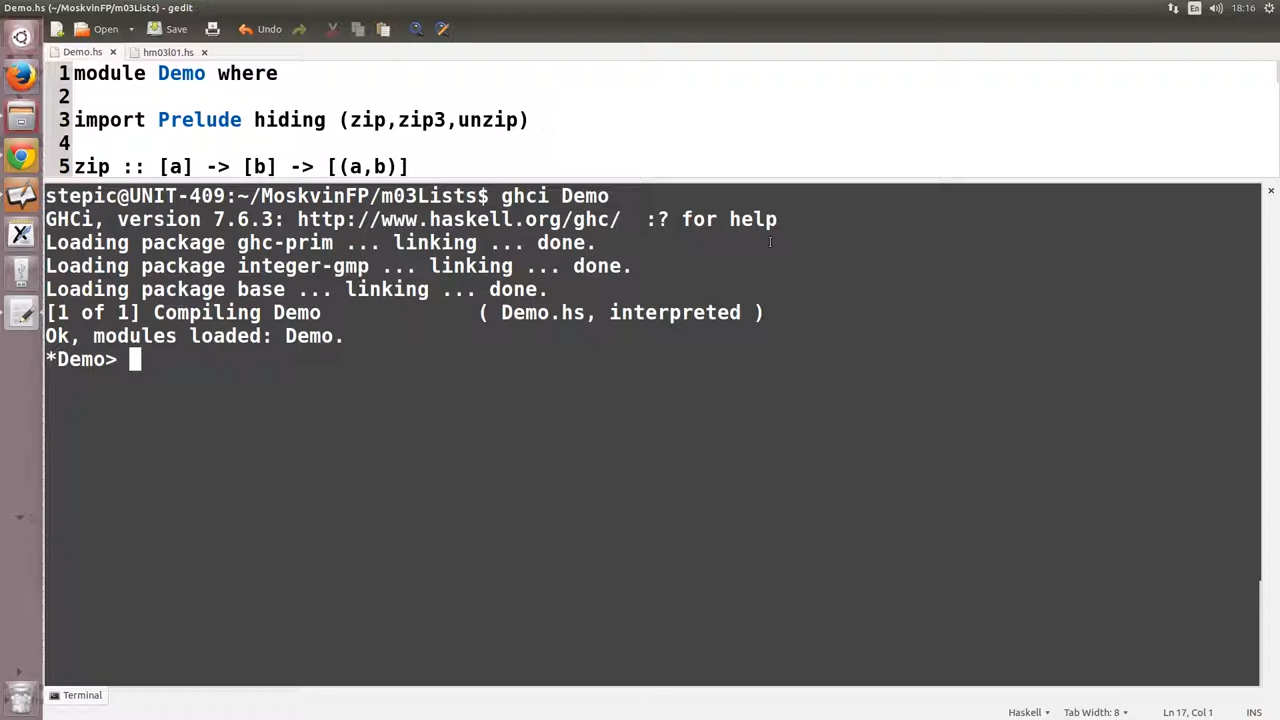 Demo.hs (~/MoskvinFP/m03Lists) - gedit
En 18:16
Open Save Undo
Demo.hs × hm03l01.hs ×
1 module Demo where
2
3 import Prelude hiding (zip,zip3,unzip)
4
5 zip :: [a] -> [b] -> [(a,b)]
stepic@UNIT-409:~/MoskvinFP/m03Lists$ ghci Demo
GHCi, version 7.6.3: http://www.haskell.org/ghc/  :? for help
Loading package ghc-prim ... linking ... done.
Loading package integer-gmp ... linking ... done.
Loading package base ... linking ... done.
[1 of 1] Compiling Demo             ( Demo.hs, interpreted )
Ok, modules loaded: Demo.
*Demo>
Terminal
Haskell Tab Width: 8 Ln 17, Col 1 INS